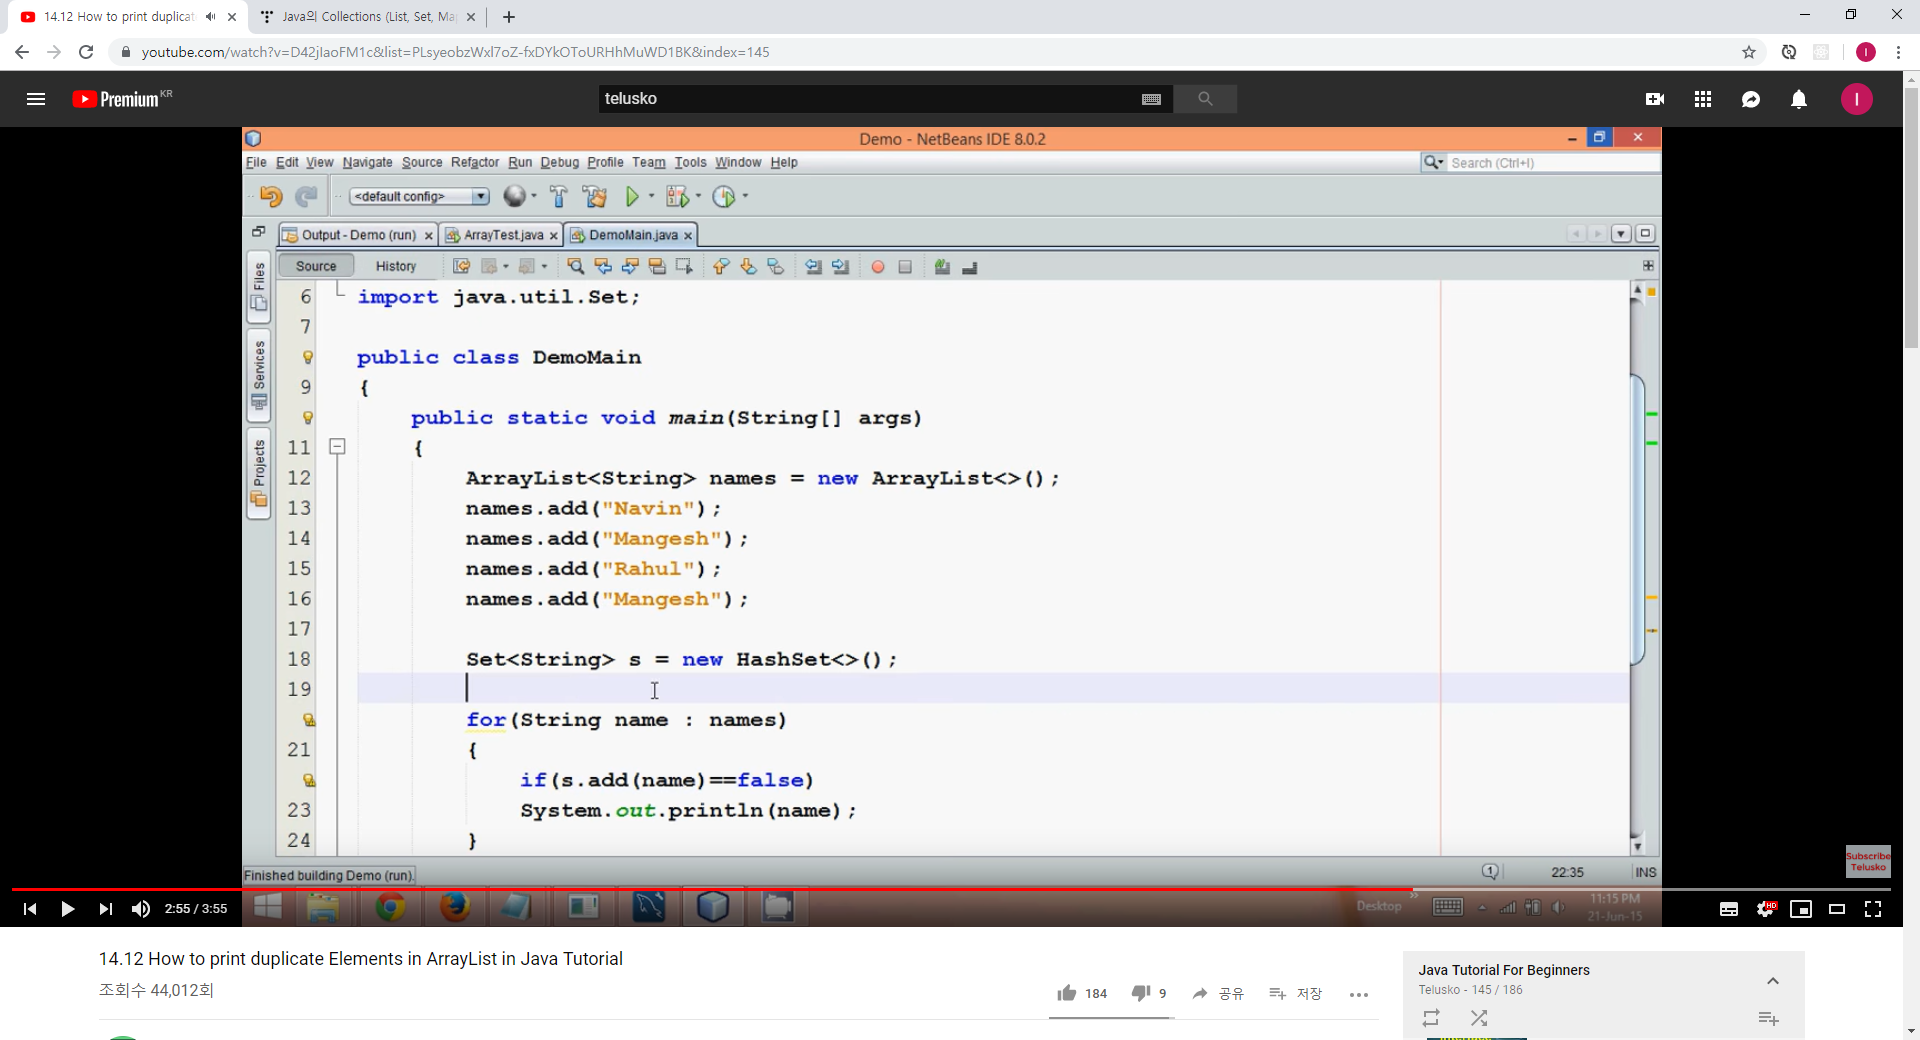 14.12 How to print duplicat
Java의 Collections (List, Set, Ma
youtube.com/watch?v=D42jIaoFM1c&list=PLsyeobzWxl7oZ-fxDYkOToURHhMuWD1BK&index=145
I
Premium KR
telusko
I
Demo - NetBeans IDE 8.0.2
File Edit View Navigate Source Refactor Run Debug Profile Team Tools Window Help
Search (Ctrl+I)
<default config>
Output - Demo (run)
ArrayTest.java
DemoMain.java
Source
History
Files
Services
Projects
6 import java.util.Set;
7
public class DemoMain
9 {
public static void main(String[] args)
11 {
12 ArrayList<String> names = new ArrayList<>();
13 names.add("Navin");
14 names.add("Mangesh");
15 names.add("Rahul");
16 names.add("Mangesh");
17
18 Set<String> s = new HashSet<>();
19
for(String name : names)
21 {
if(s.add(name)==false)
23 System.out.println(name);
24 }
Subscribe
Telusko
Finished building Demo (run).
1
22:35
INS
2:55 / 3:55
Desktop
11:15 PM
21-Jun-15
HD
14.12 How to print duplicate Elements in ArrayList in Java Tutorial
조회수 44,012회
184
9
공유
저장
Java Tutorial For Beginners
Telusko - 145 / 186